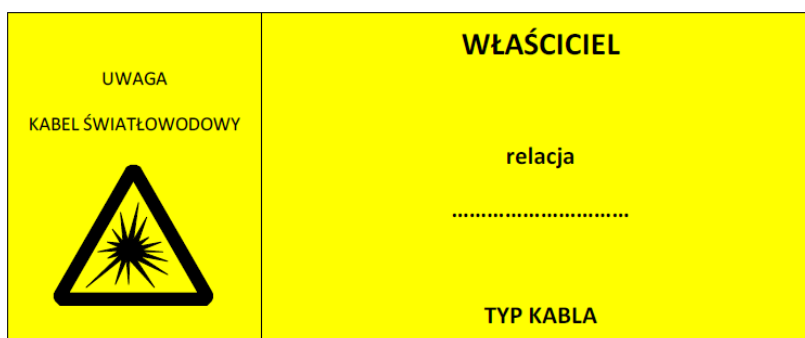 UWAGA
KABEL ŚWIATŁOWODOWY
WŁAŚCICIEL
relacja
..............................
TYP KABLA